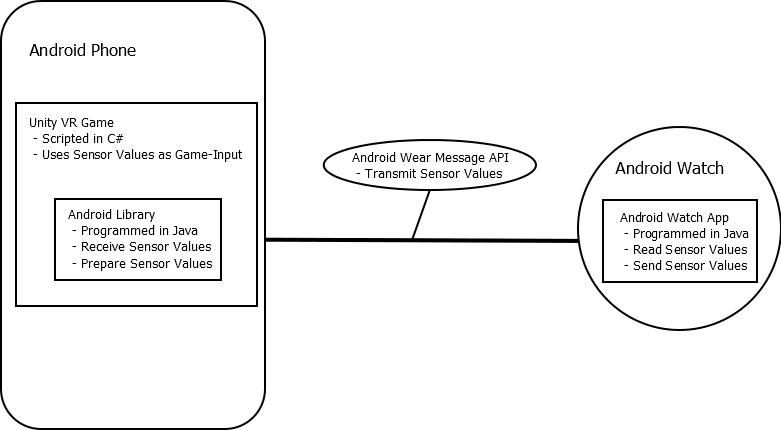 Android Phone
Unity VR Game
- Scripted in C#
- Uses Sensor Values as Game-Input
Android Library
- Programmed in Java
- Receive Sensor Values
- Prepare Sensor Values
Android Wear Message API
- Transmit Sensor Values
Android Watch
Android Watch App
- Programmed in Java
- Read Sensor Values
- Send Sensor Values